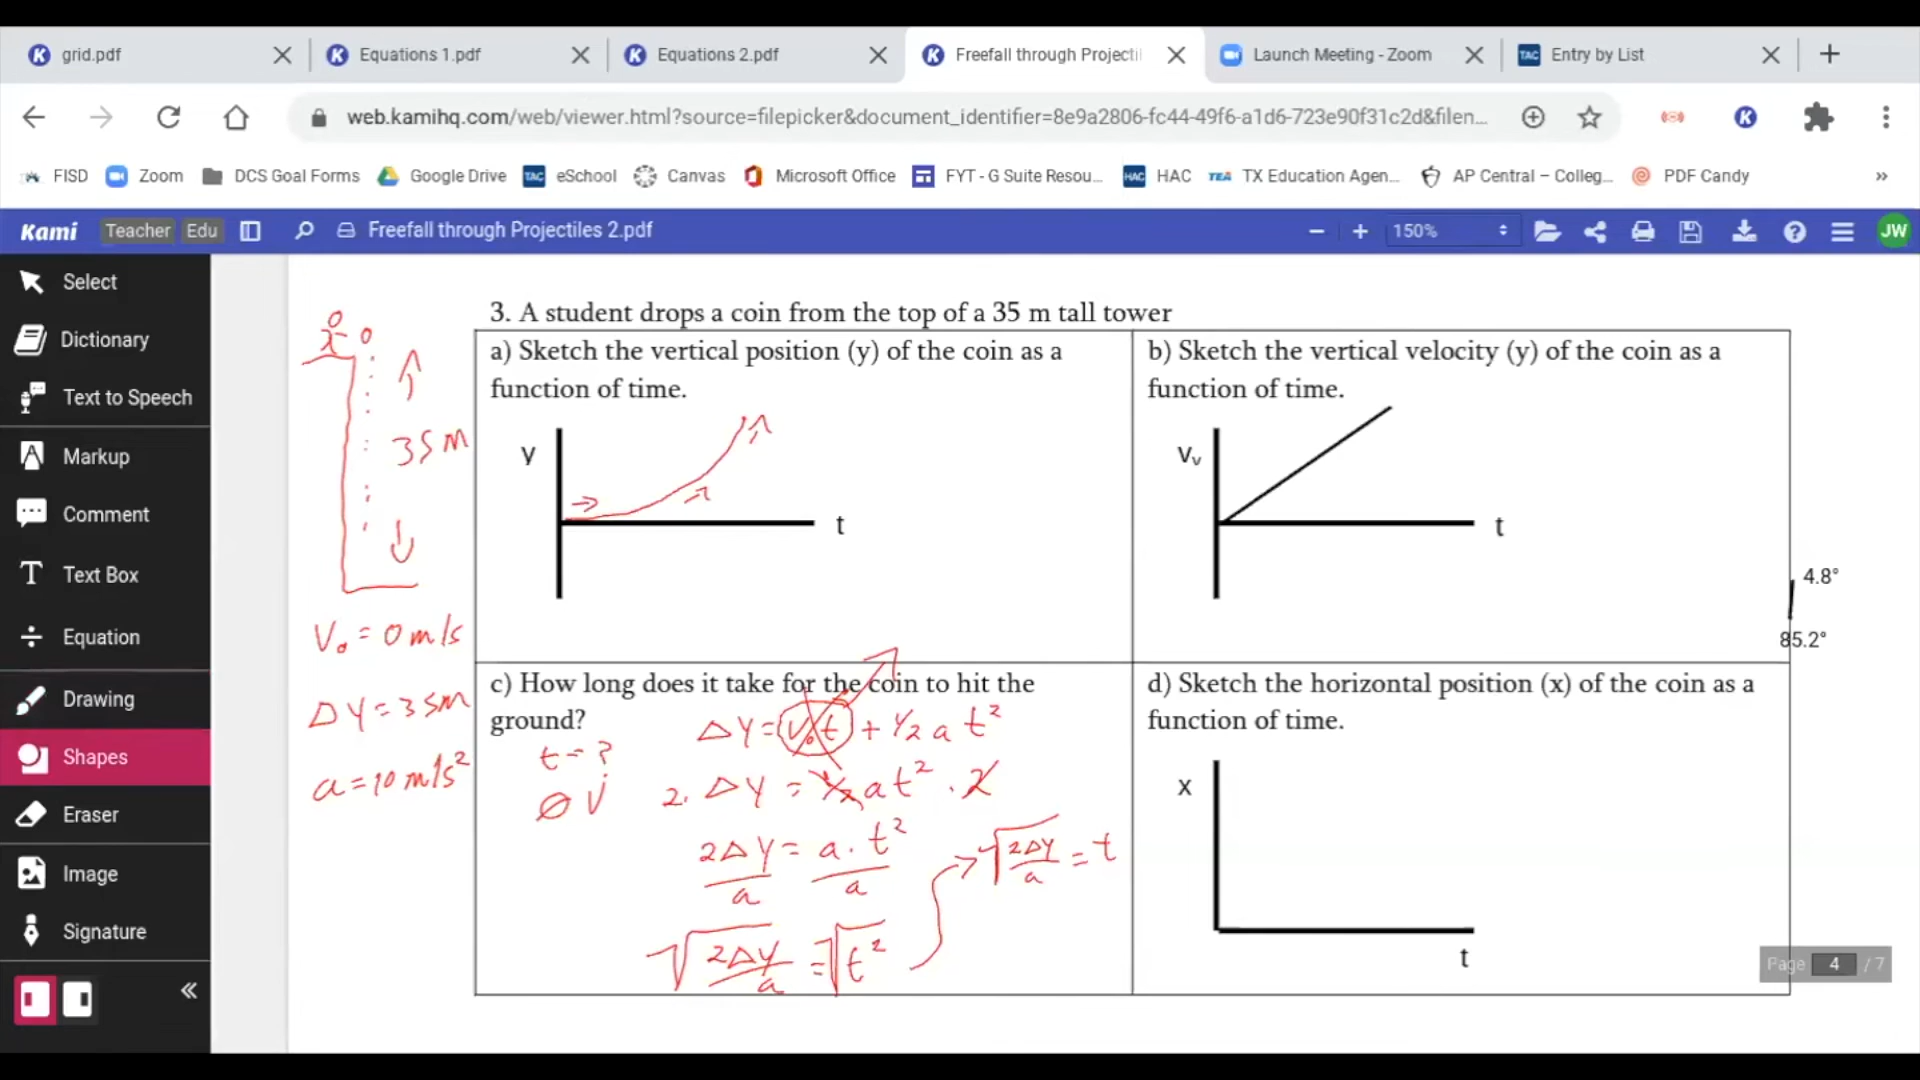 grid.pdf
Equations 1.pdf
Equations 2.pdf
Freefall through Projectil
Launch Meeting - Zoom
TAC
Entry by List
web.kamihq.com/web/viewer.html?source=filepicker&document_identifier=8e9a2806-fc44-49f6-a1d6-723e90f31c2d&filen...
FISD
Zoom
DCS Goal Forms
Google Drive
TAC eSchool
Canvas
Microsoft Office
FYT - G Suite Resou...
HAC HAC
TEA TX Education Agen...
AP Central – Colleg...
PDF Candy
»
Kami Teacher Edu
Freefall through Projectiles 2.pdf
150%
JW
Select
Dictionary
Text to Speech
Markup
Comment
Text Box
Equation
Drawing
Shapes
Eraser
Image
Signature
3. A student drops a coin from the top of a 35 m tall tower
35 m
V₀ = 0 m/s
Δy = 35m
a = 10 m/s²
a) Sketch the vertical position (y) of the coin as a
function of time.
y
t
b) Sketch the vertical velocity (y) of the coin as a
function of time.
Vᵥ
t
4.8°
85.2°
c) How long does it take for the coin to hit the
ground?
t = ?
Ø V
Δy = V₀t + 1/2 a t²
2. Δy = 1/2 a t² . 2
2Δy/a = a . t²/a
√2Δy/a = √t²
√2Δy/a = t
d) Sketch the horizontal position (x) of the coin as a
function of time.
x
t
Page 4 / 7